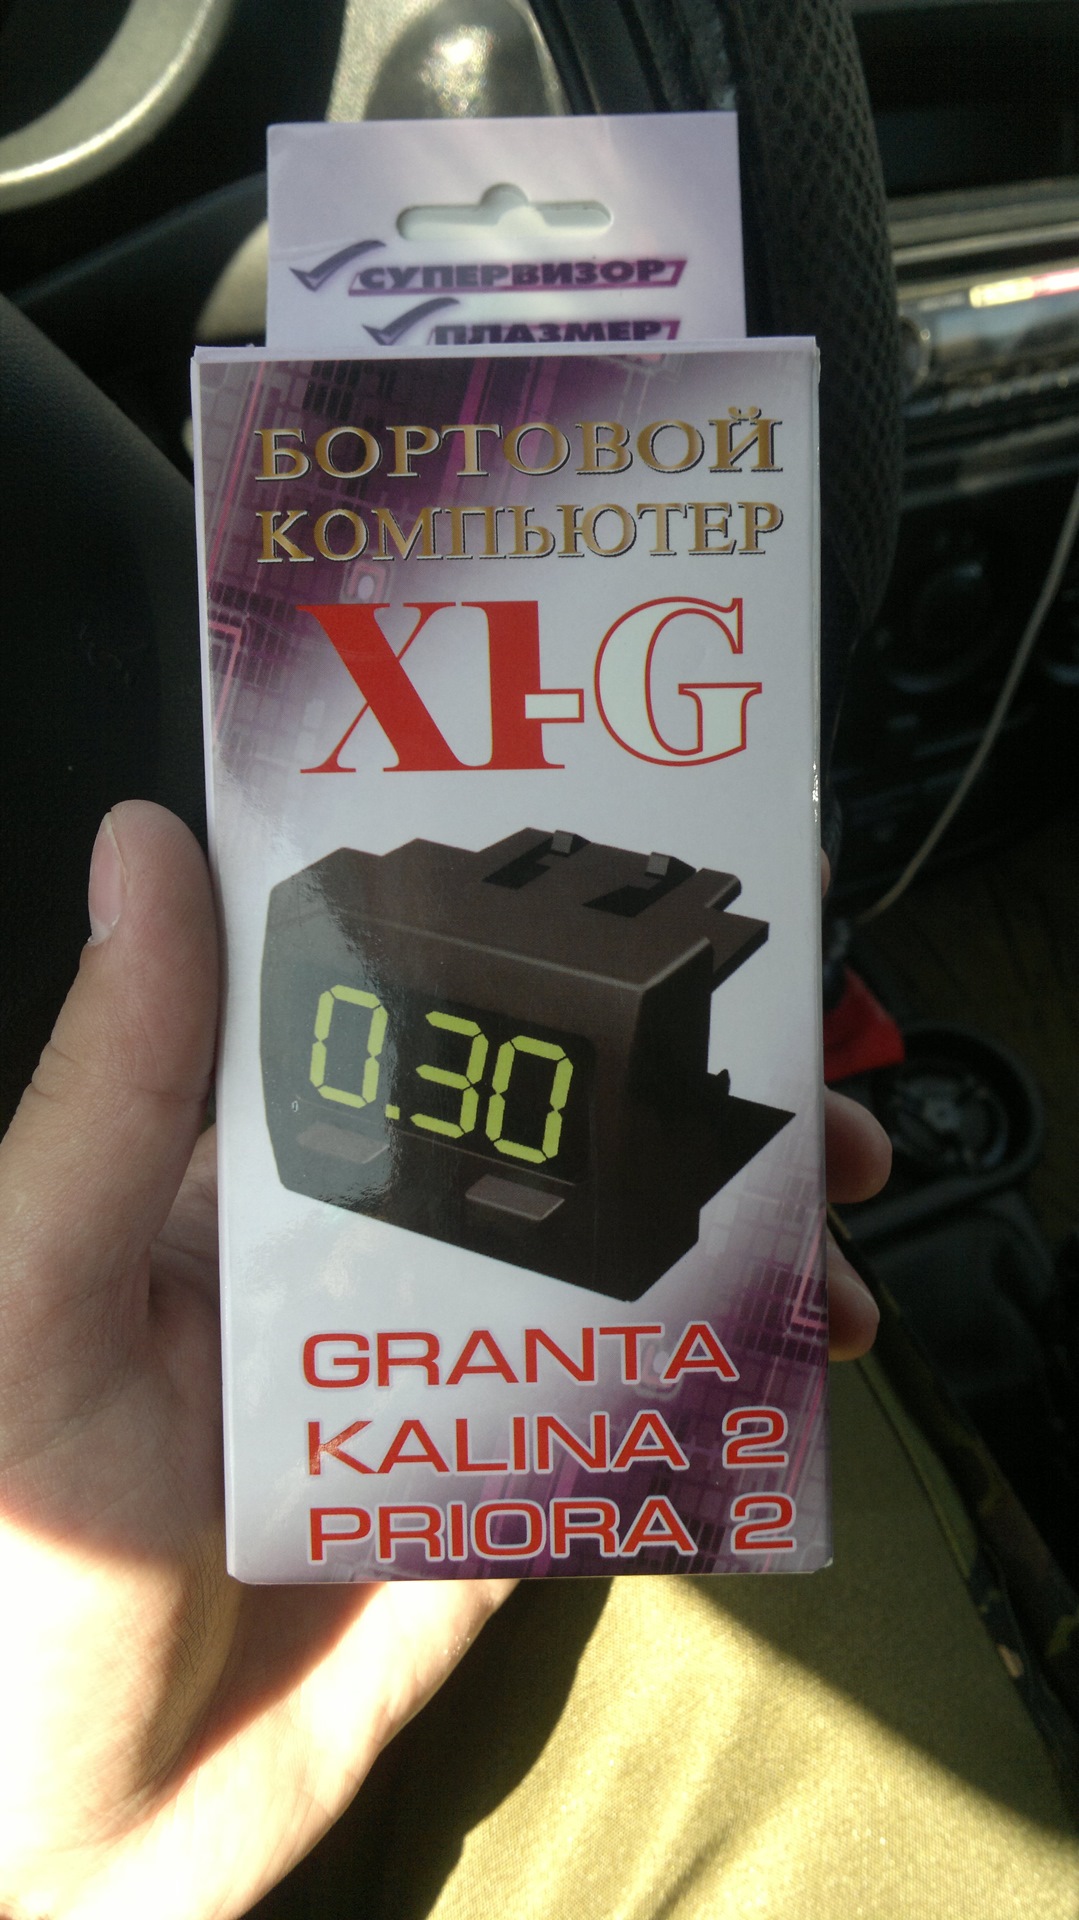 СУПЕРВИЗОР
ПЛАЗМЕР
БОРТОВОЙ
КОМПЬЮТЕР
X1-G
0.30
GRANTA
KALINA 2
PRIORA 2